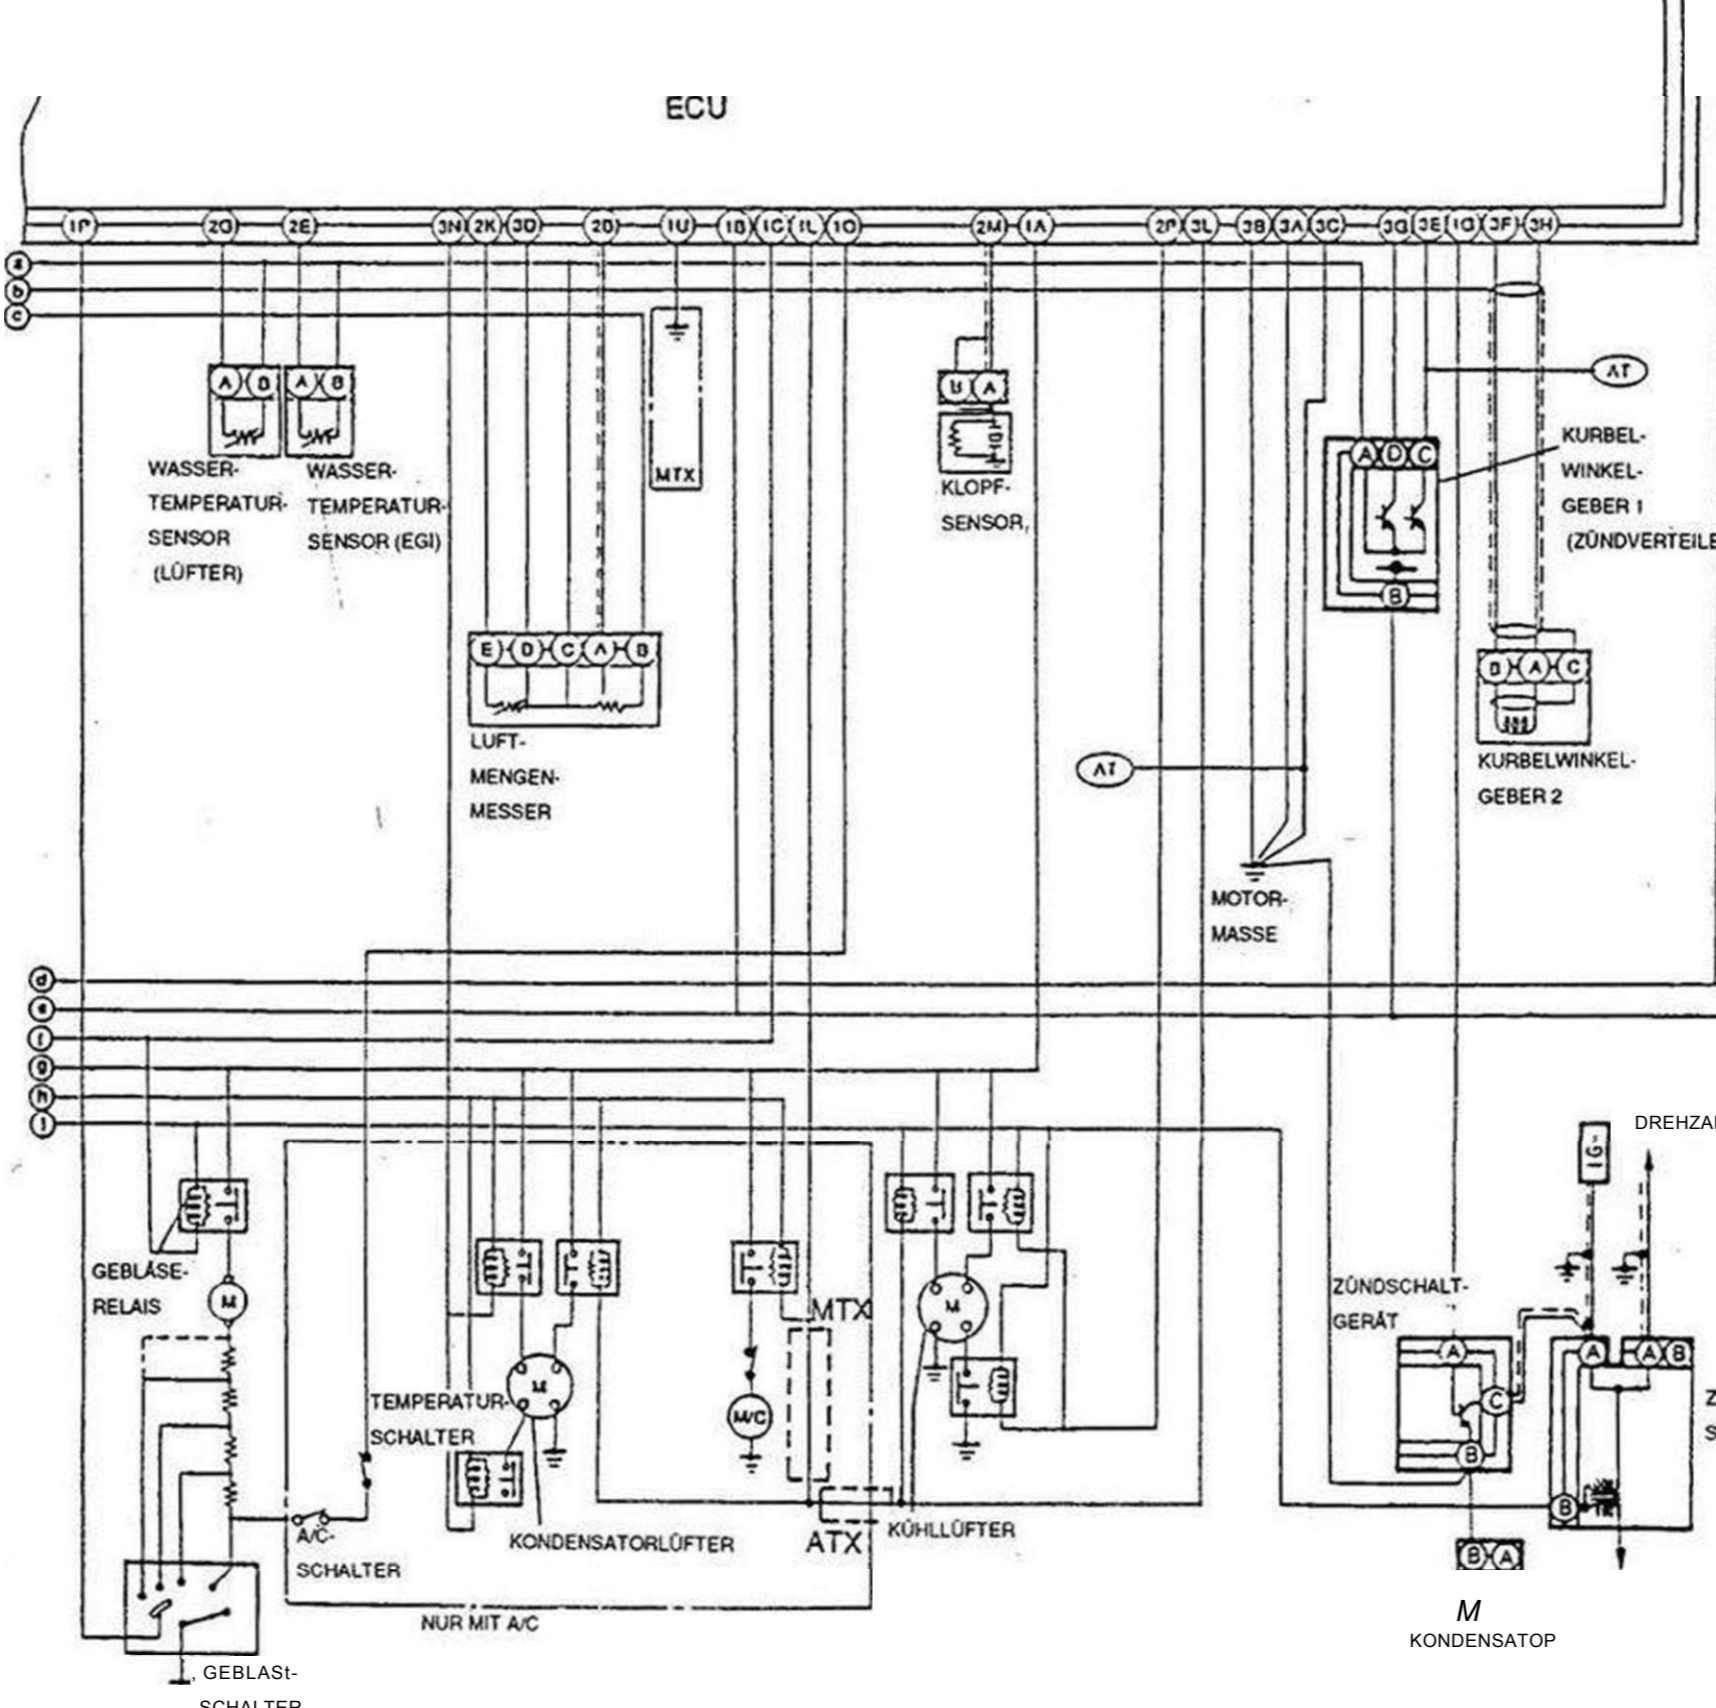 ECU
1P 2G 2E 3N 2K 3D 2B 1U 1B 1C 1L 1O 2M 1A 2P 3L 3B 3A 3C 3G 3E 1G 3F 3H
a
b
c
A B A B
WASSER-
TEMPERATUR-
SENSOR
(LÜFTER)
WASSER-
TEMPERATUR-
SENSOR (EGI)
MTX
B A
KLOPF-
SENSOR,
AT
A D C
B
KURBEL-
WINKEL-
GEBER 1
(ZÜNDVERTEILE
E D C A B
LUFT-
MENGEN-
MESSER
B A C
KURBELWINKEL-
GEBER 2
AT
MOTOR-
MASSE
d
e
f
g
h
i
GEBLÄSE-
RELAIS
M
TEMPERATUR-
SCHALTER
M
M/C
MTX
ATX
M
KONDENSATORLÜFTER
KÜHLLÜFTER
A/C-
SCHALTER
NUR MIT A/C
, GEBLASt-
SCHALTER
DREHZA
IG-
ZÜNDSCHALT-
GERÄT
A
C
B
A A B
B
Z
S
B A
M
KONDENSATOP